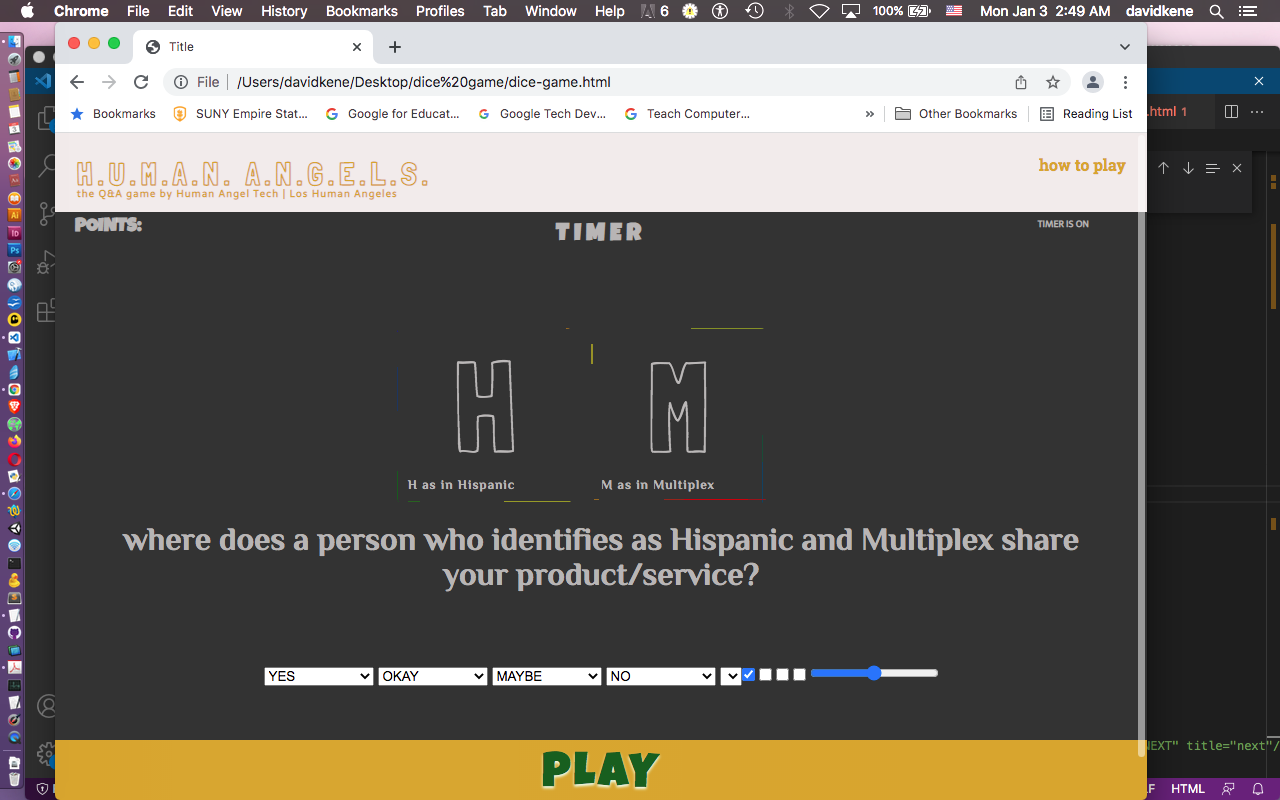 Chrome File Edit View History Bookmarks Profiles Tab Window Help 6 100% Mon Jan 3 2:49 AM davidkene
Title
File | /Users/davidkene/Desktop/dice%20game/dice-game.html
Bookmarks SUNY Empire Stat... Google for Educat... Google Tech Dev... Teach Computer... » Other Bookmarks Reading List
.html 1
H.U.M.A.N. A.N.G.E.L.S.
the Q&A game by Human Angel Tech | Los Human Angeles
how to play
POINTS:
TIMER
TIMER IS ON
H M
H as in Hispanic M as in Multiplex
where does a person who identifies as Hispanic and Multiplex share
your product/service?
YES OKAY MAYBE NO
NEXT" title="next"/
PLAY
F HTML